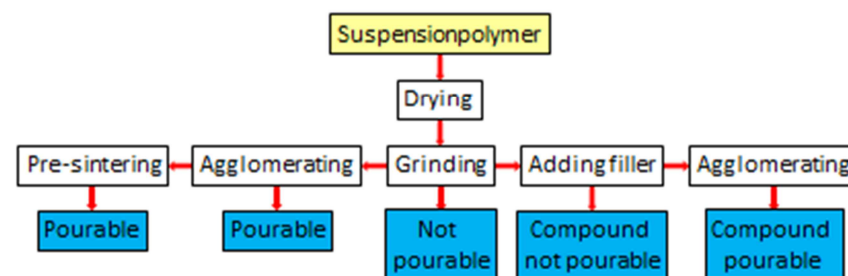 Suspensionpolymer
Drying
Pre-sintering
Agglomerating
Grinding
Adding filler
Agglomerating
Pourable
Pourable
Not
pourable
Compound
not pourable
Compound
pourable